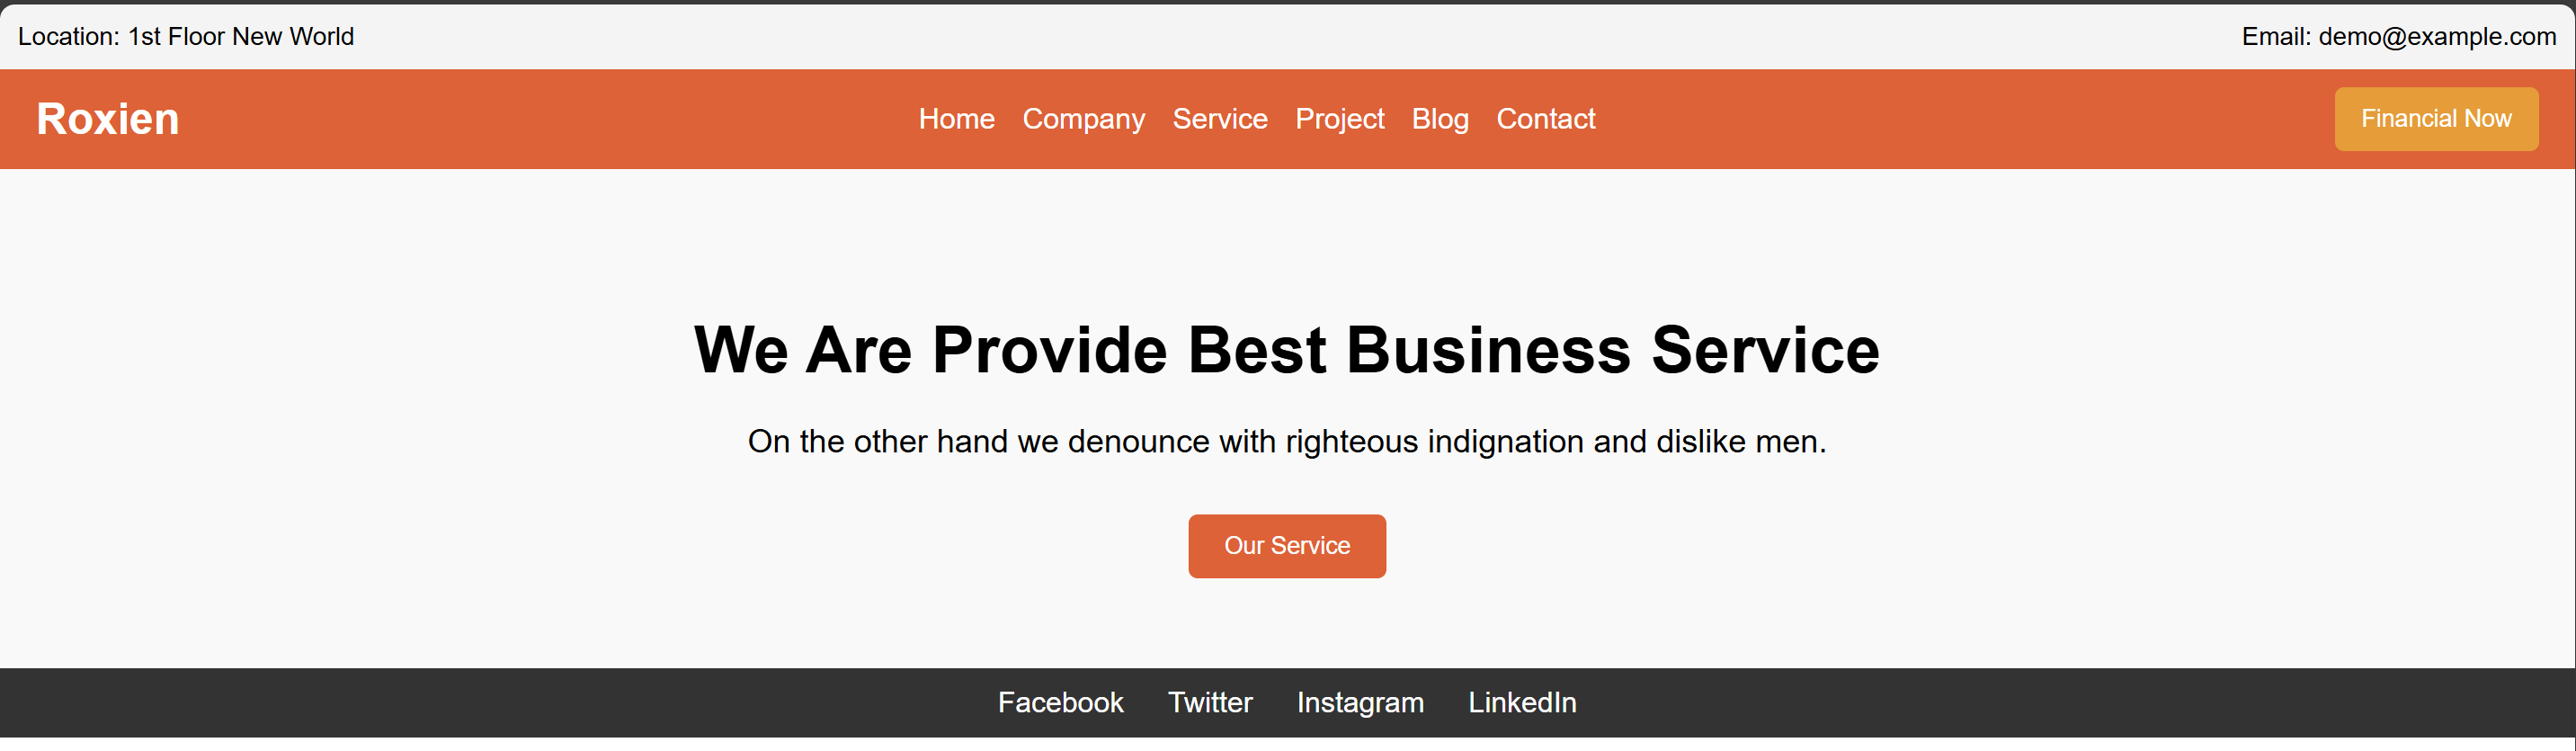 Location: 1st Floor New World
Email: demo@example.com
Roxien
Home Company Service Project Blog Contact
Financial Now
We Are Provide Best Business Service
On the other hand we denounce with righteous indignation and dislike men.
Our Service
Facebook Twitter Instagram LinkedIn